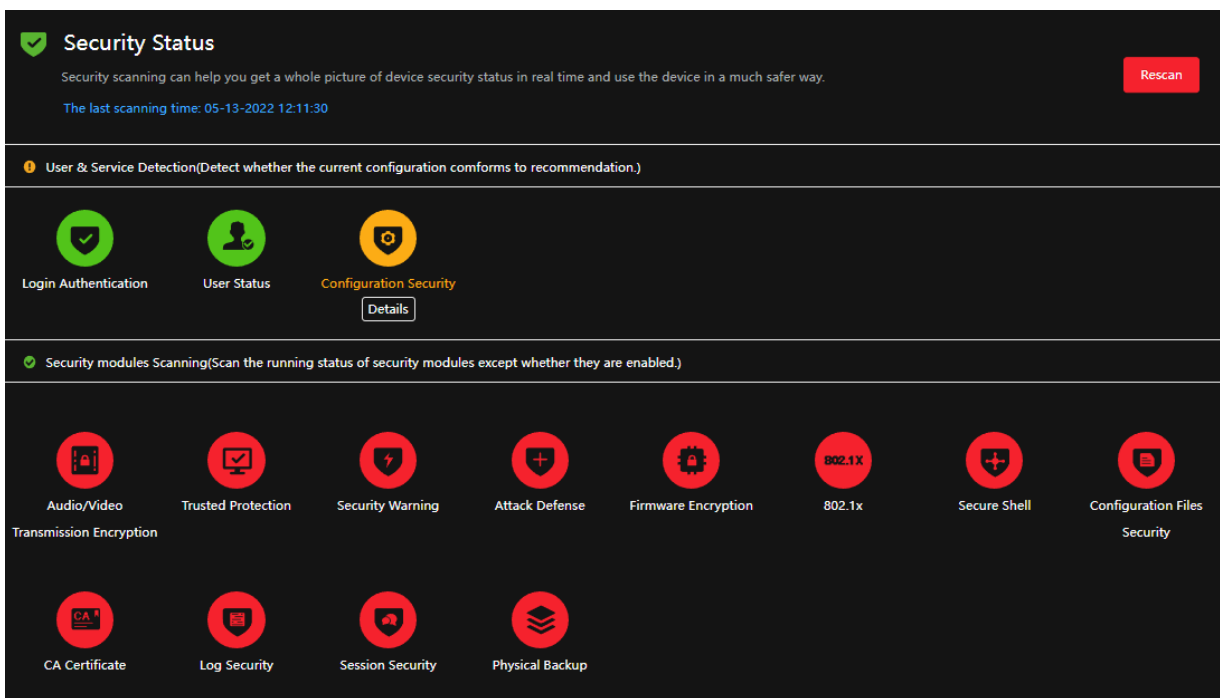 Security Status
Security scanning can help you get a whole picture of device security status in real time and use the device in a much safer way.
Rescan
The last scanning time: 05-13-2022 12:11:30
User & Service Detection(Detect whether the current configuration comforms to recommendation.)
Login Authentication
User Status
Configuration Security
Details
Security modules Scanning(Scan the running status of security modules except whether they are enabled.)
802.1X
Audio/Video
Transmission Encryption
Trusted Protection
Security Warning
Attack Defense
Firmware Encryption
802.1x
Secure Shell
Configuration Files
Security
CA
CA Certificate
Log Security
Session Security
Physical Backup